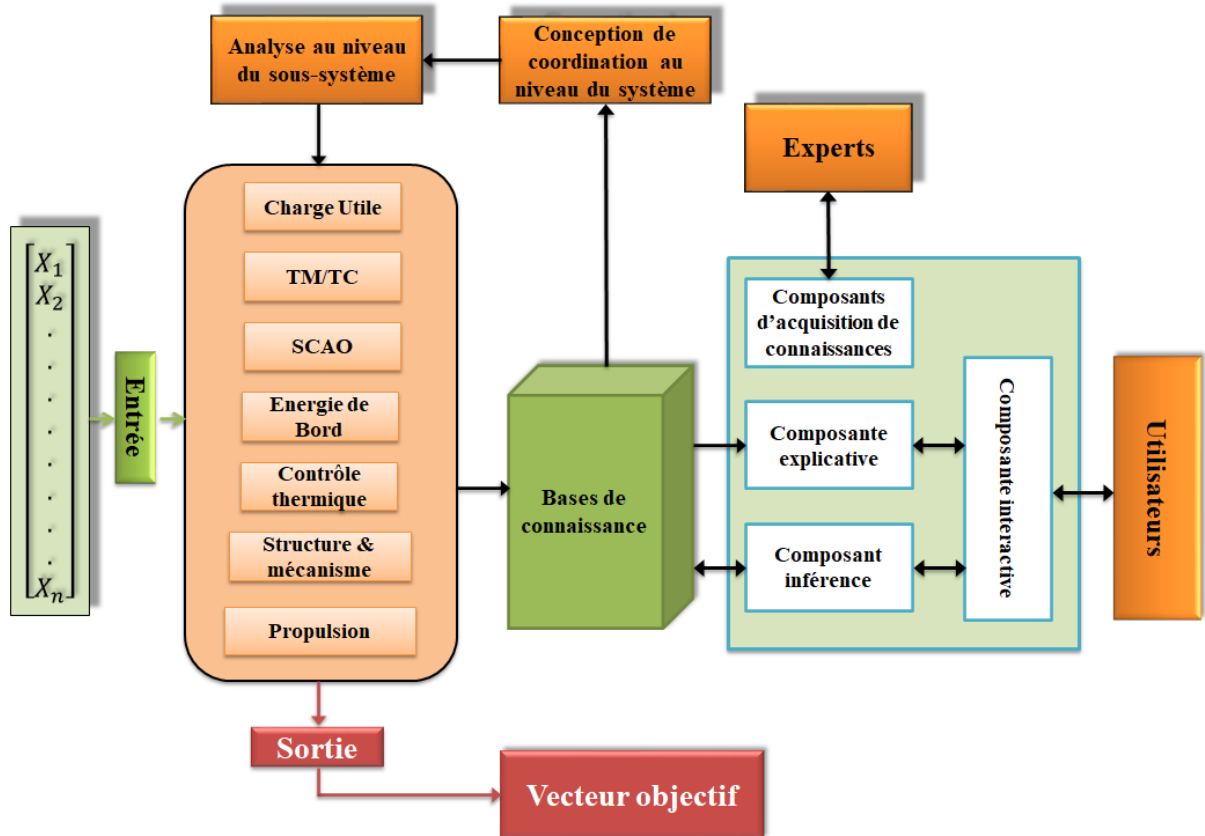 Analyse au niveau
du sous-système
Conception de
coordination au
niveau du système
Experts
Charge Utile
TM/TC
SCAO
Energie de
Bord
Contrôle
thermique
Structure &
mécanisme
Propulsion
X1
X2
.
.
.
.
.
.
.
.
Xn
Entrée
Bases de
connaissance
Composants
d’acquisition de
connaissances
Composante
explicative
Composant
inférence
Composante interactive
Utilisateurs
Sortie
Vecteur objectif